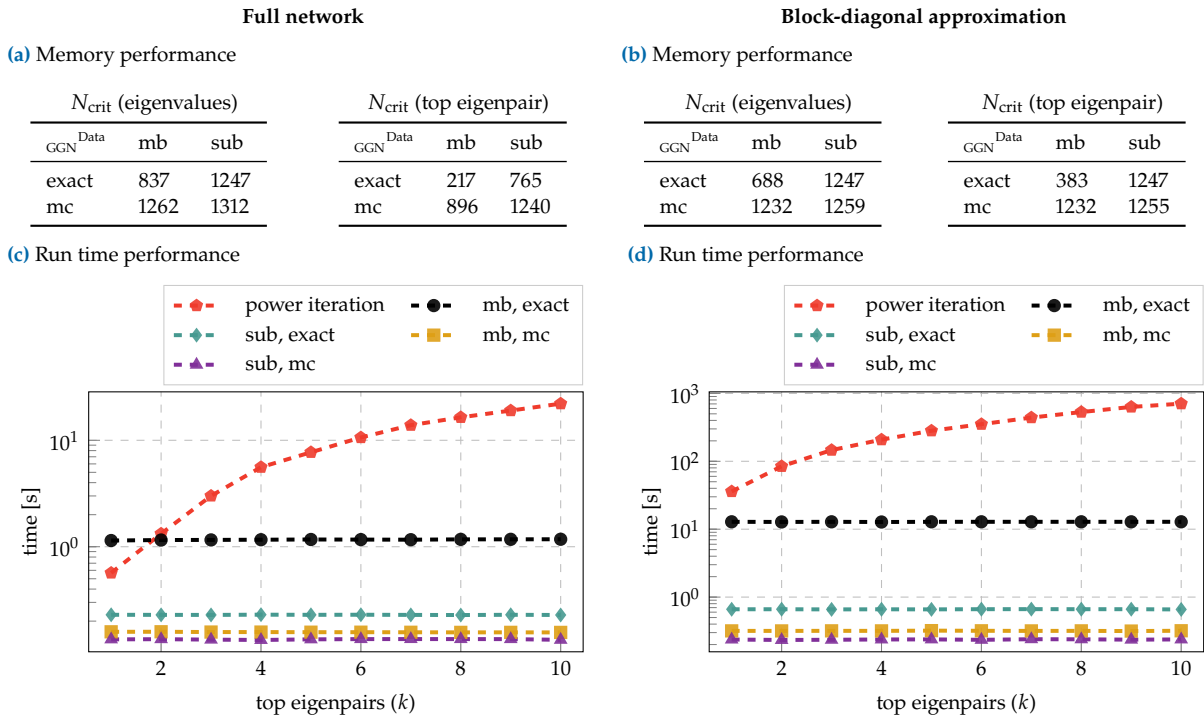 Full network
Block-diagonal approximation
(a) Memory performance
(b) Memory performance
N_crit (eigenvalues)
GGN Data mb sub
exact 837 1247
mc 1262 1312
N_crit (top eigenpair)
GGN Data mb sub
exact 217 765
mc 896 1240
N_crit (eigenvalues)
GGN Data mb sub
exact 688 1247
mc 1232 1259
N_crit (top eigenpair)
GGN Data mb sub
exact 383 1247
mc 1232 1255
(c) Run time performance
power iteration mb, exact
sub, exact mb, mc
sub, mc
10^1
10^0
time [s]
2 4 6 8 10
top eigenpairs (k)
(d) Run time performance
power iteration mb, exact
sub, exact mb, mc
sub, mc
10^3
10^2
10^1
10^0
time [s]
2 4 6 8 10
top eigenpairs (k)